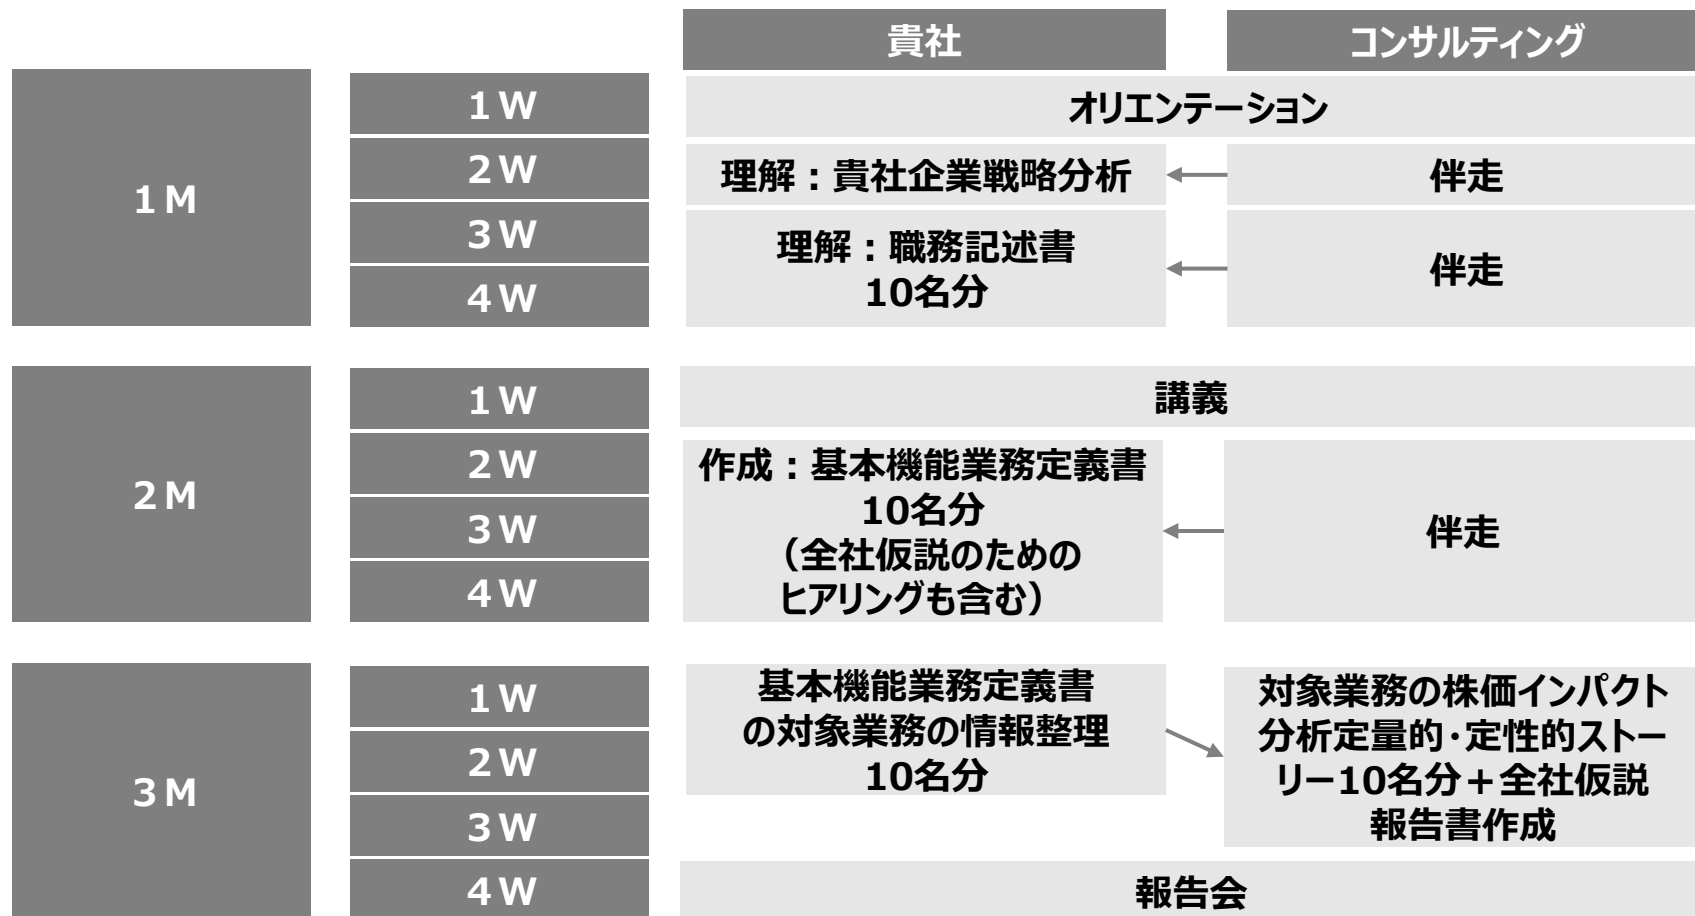 貴社
コンサルティング
1M
1W
オリエンテーション
2W
理解：貴社企業戦略分析
伴走
3W
4W
理解：職務記述書
10名分
伴走
2M
1W
講義
2W
3W
4W
作成：基本機能業務定義書
10名分
（全社仮説のための
ヒアリングも含む）
伴走
3M
1W
2W
3W
基本機能業務定義書
の対象業務の情報整理
10名分
対象業務の株価インパクト
分析定量的・定性的ストー
リー10名分＋全社仮説
報告書作成
4W
報告会